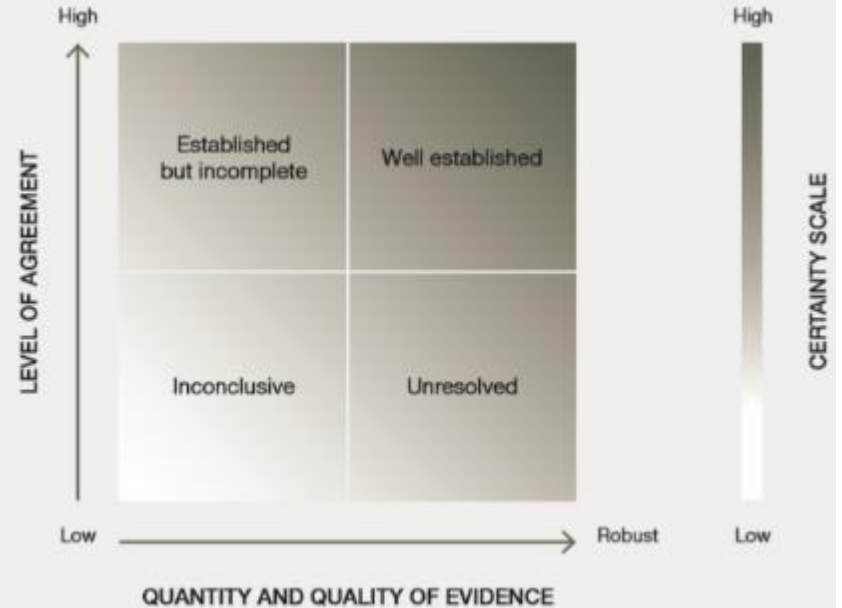 High
High
Established
but incomplete
Well established
LEVEL OF AGREEMENT
CERTAINTY SCALE
Inconclusive
Unresolved
Low
Robust
Low
QUANTITY AND QUALITY OF EVIDENCE